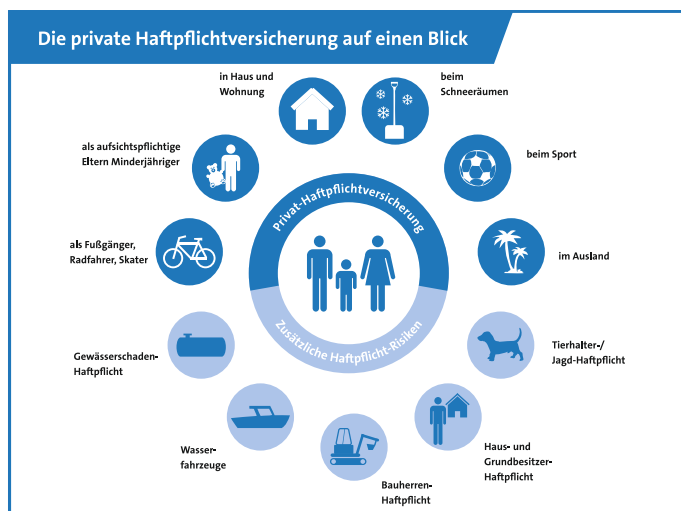 Die private Haftpflichtversicherung auf einen Blick
in Haus und
Wohnung
beim
Schneeräumen
als aufsichtspflichtige
Eltern Minderjähriger
beim Sport
Privat-Haftpflichtversicherung
als Fußgänger,
Radfahrer, Skater
im Ausland
Zusätzliche Haftpflicht-Risiken
Gewässerschaden-
Haftpflicht
Tierhalter-/
Jagd-Haftpflicht
Wasser-
fahrzeuge
Haus- und
Grundbesitzer-
Haftpflicht
Bauherren-
Haftpflicht